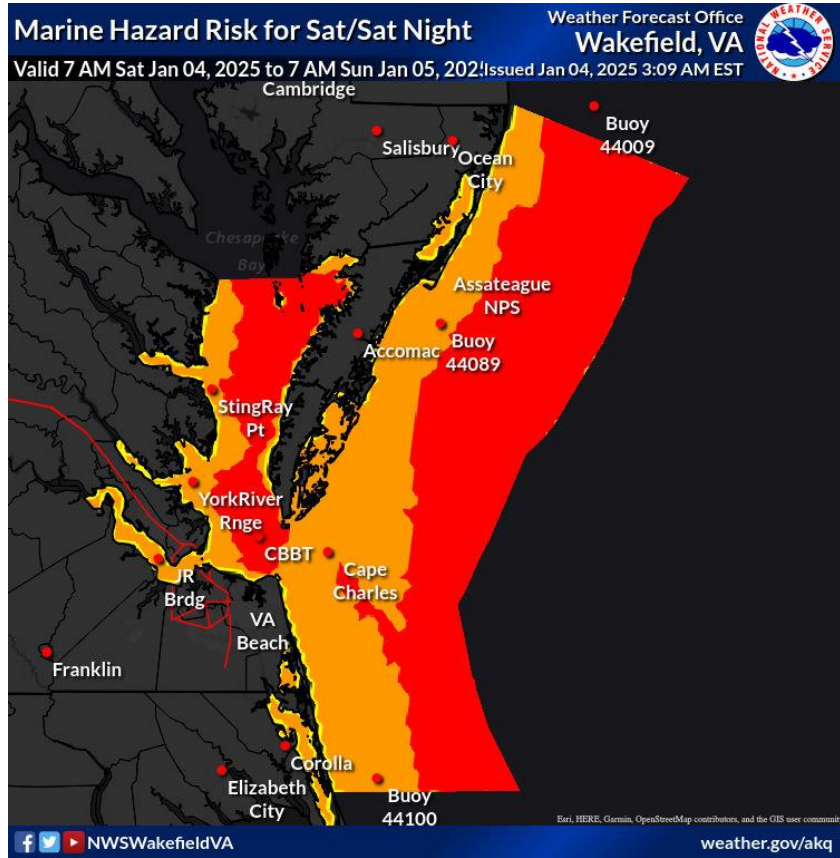 Marine Hazard Risk for Sat/Sat Night
Weather Forecast Office
Wakefield, VA
Valid 7 AM Sat Jan 04, 2025 to 7 AM Sun Jan 05, 202
Issued Jan 04, 2025 3:09 AM EST
NATIONAL WEATHER SERVICE
Cambridge
Buoy
44009
Salisbury
Ocean
City
Chesapeake
Bay
Assateague
NPS
Accomac
Buoy
44089
StingRay
Pt
YorkRiver
Rnge
CBBT
Cape
Charles
JR
Brdg
VA
Beach
Franklin
Corolla
Elizabeth
City
Buoy
44100
Esri, HERE, Garmin, OpenStreetMap contributors, and the GIS user communit
NWSWakefieldVA
weather.gov/akq